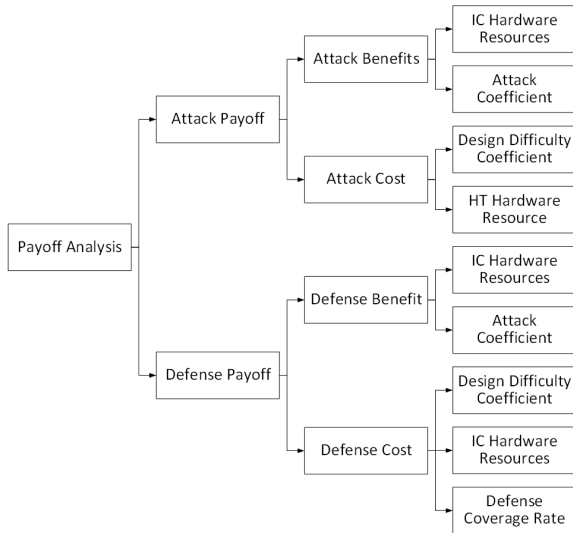 Payoff Analysis
Attack Payoff
Attack Benefits
IC Hardware
Resources
Attack
Coefficient
Attack Cost
Design Difficulty
Coefficient
HT Hardware
Resource
Defense Payoff
Defense Benefit
IC Hardware
Resources
Attack
Coefficient
Defense Cost
Design Difficulty
Coefficient
IC Hardware
Resources
Defense
Coverage Rate